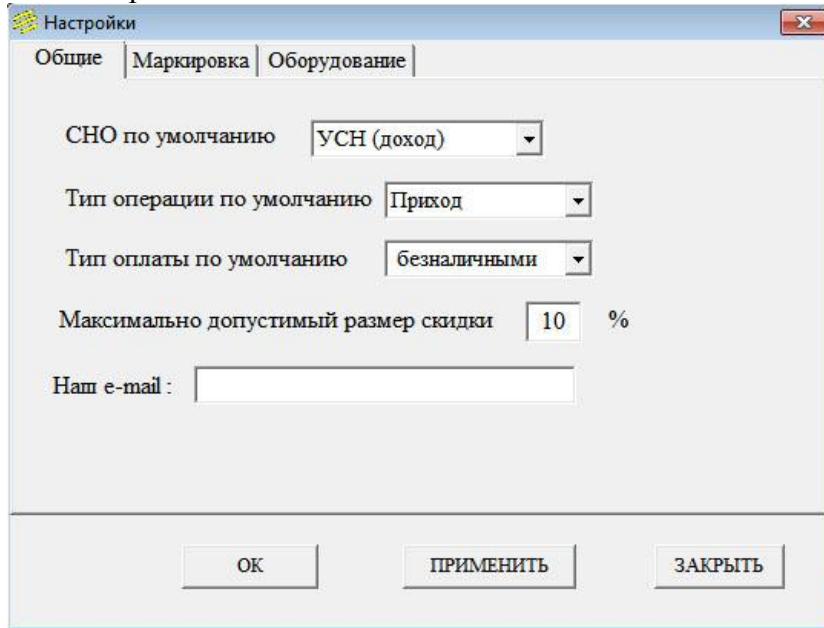 Настройки
Общие Маркировка Оборудование
СНО по умолчанию УСН (доход)
Тип операции по умолчанию Приход
Тип оплаты по умолчанию безналичными
Максимально допустимый размер скидки 10 %
Наш e-mail :
ОК ПРИМЕНИТЬ ЗАКРЫТЬ